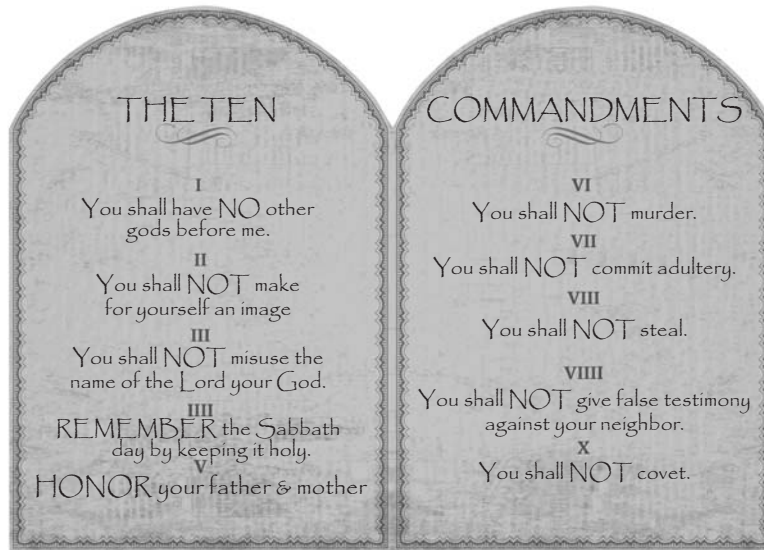 THE TEN
I
You shall have NO other
gods before me.
II
You shall NOT make
for yourself an image
III
You shall NOT misuse the
name of the Lord your God.
IIII
REMEMBER the Sabbath
day by keeping it holy.
V
HONOR your father & mother
COMMANDMENTS
VI
You shall NOT murder.
VII
You shall NOT commit adultery.
VIII
You shall NOT steal.
VIIII
You shall NOT give false testimony
against your neighbor.
X
You shall NOT covet.